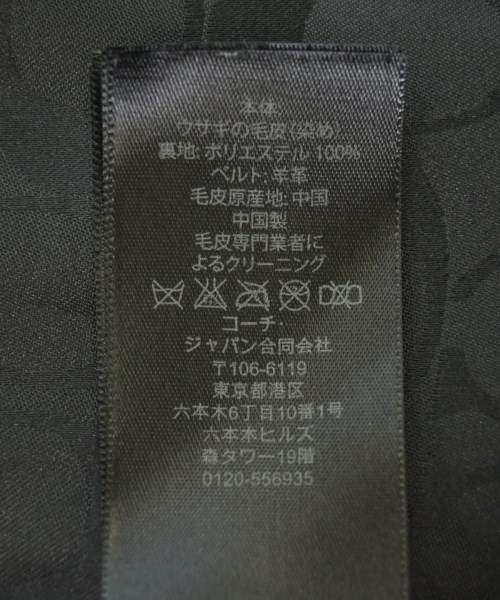 本体
ウサギの毛皮(染め)
裏地: ポリエステル 100%
ベルト: 羊革
毛皮原産地: 中国
中国製
毛皮専門業者に
よるクリーニング
コーチ・
ジャパン合同会社
〒106-6119
東京都港区
六本木6丁目10番1号
六本木ヒルズ
森タワー19階
0120-556935